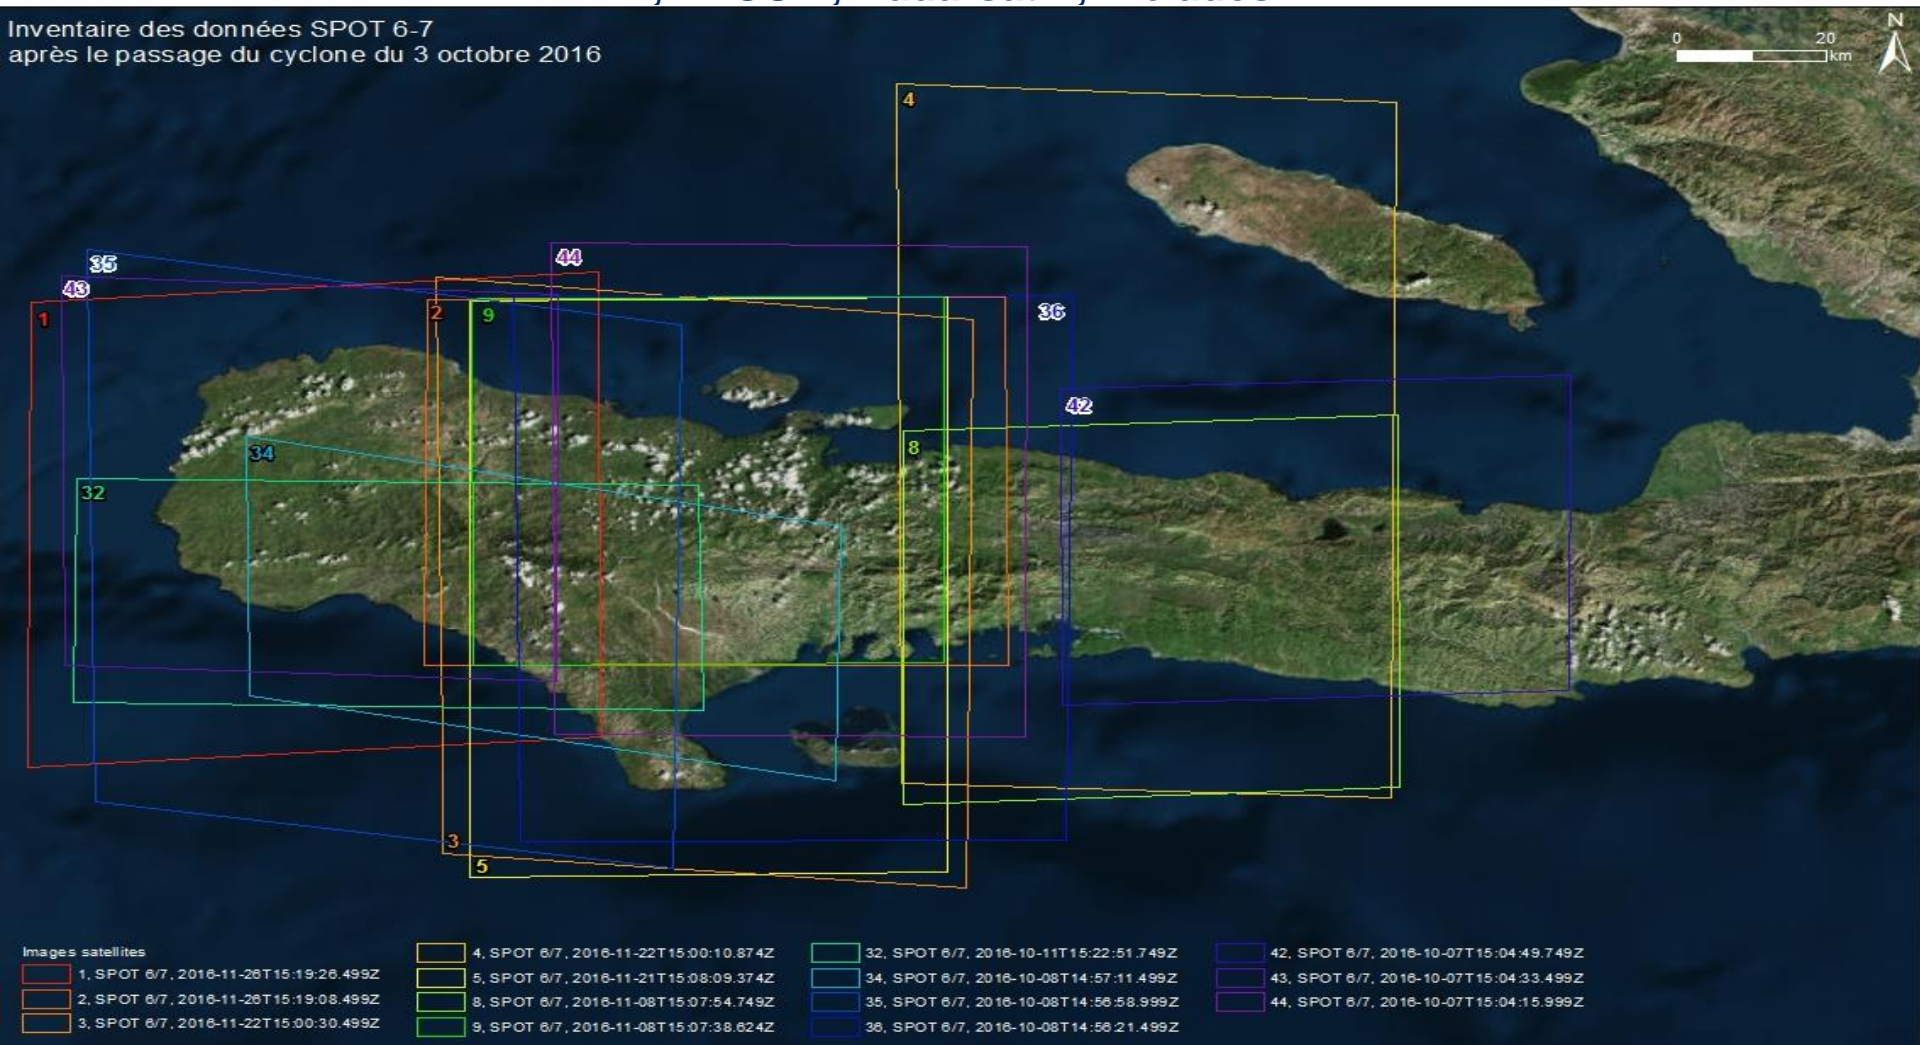 Inventaire des données SPOT 6-7
après le passage du cyclone du 3 octobre 2016
0 20
km
N
4
44
35
43
1
2
9
36
42
8
34
32
3
5
Images satellites
1, SPOT 6/7, 2016-11-26T15:19:26.499Z
2, SPOT 6/7, 2016-11-26T15:19:08.499Z
3, SPOT 6/7, 2016-11-22T15:00:30.499Z
4, SPOT 6/7, 2016-11-22T15:00:10.874Z
5, SPOT 6/7, 2016-11-21T15:08:09.374Z
8, SPOT 6/7, 2016-11-08T15:07:54.749Z
9, SPOT 6/7, 2016-11-08T15:07:38.624Z
32, SPOT 6/7, 2016-10-11T15:22:51.749Z
34, SPOT 6/7, 2016-10-08T14:57:11.499Z
35, SPOT 6/7, 2016-10-08T14:56:58.999Z
36, SPOT 6/7, 2016-10-08T14:56:21.499Z
42, SPOT 6/7, 2016-10-07T15:04:49.749Z
43, SPOT 6/7, 2016-10-07T15:04:33.499Z
44, SPOT 6/7, 2016-10-07T15:04:15.999Z